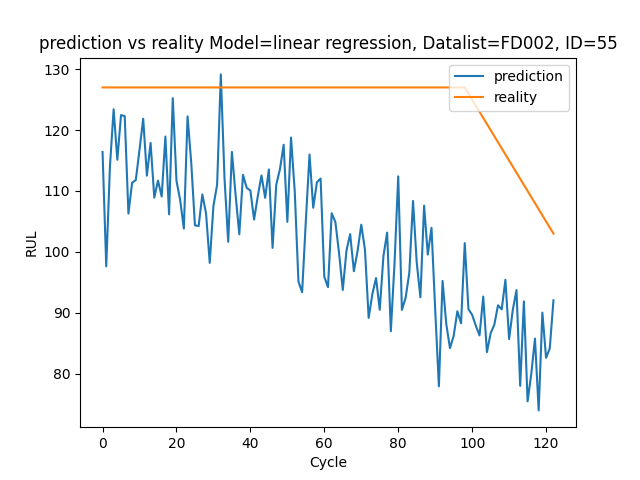 prediction vs reality Model=linear regression, Datalist=FD002, ID=55
prediction
reality
RUL
130
120
110
100
90
80
0 20 40 60 80 100 120
Cycle